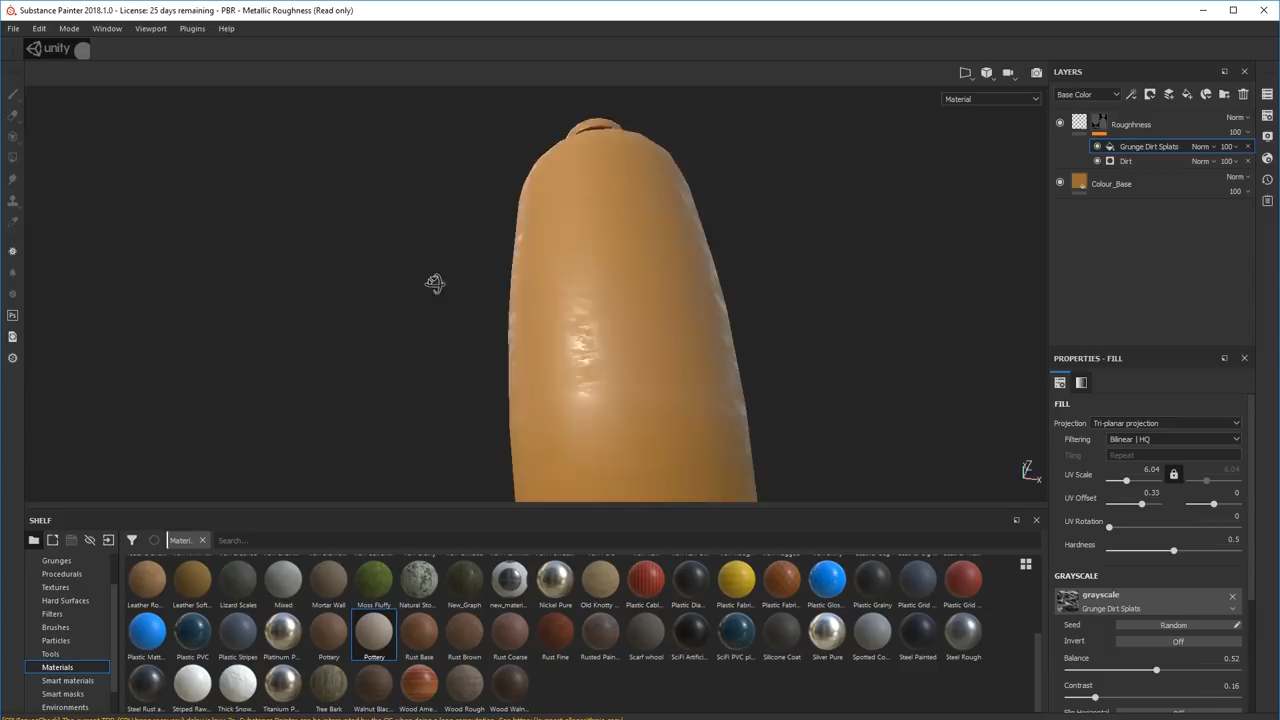 Substance Painter 2018.1.0 - License: 25 days remaining - PBR - Metallic Roughness (Read only)
File Edit Mode Window Viewport Plugins Help
unity
Material
LAYERS
Base Color
Norm
Roughness
100
Grunge Dirt Splats Norm 100
Dirt Norm 100
Norm
Colour_Base
100
Z
X
PROPERTIES - FILL
FILL
Projection Tri-planar projection
Filtering Bilinear | HQ
Tiling Repeat
UV Scale 6.04 6.04
UV Offset 0.33 0
UV Rotation 0
Hardness 0.5
GRAYSCALE
grayscale
Grunge Dirt Splats
Seed Random
Invert Off
Balance 0.52
Contrast 0.16
SHELF
Materi... Search...
Grunges
Procedurals
Textures
Hard Surfaces
Filters
Brushes
Particles
Tools
Materials
Smart materials
Smart masks
Environments
Leather Ro... Leather Soft... Lizard Scales Mixed Mortar Wall Moss Fluffy Natural Sto... New_Graph new_materi... Nickel Pure Old Knotty ... Plastic Cabl... Plastic Dia... Plastic Fabri... Plastic Fabri... Plastic Glos... Plastic Grainy Plastic Grid ... Plastic Grid ...
Plastic Matt... Plastic PVC Plastic Stripes Platinum P... Pottery Pottery Rust Base Rust Brown Rust Coarse Rust Fine Rusted Pain... Scarf whool SciFi Artifici... SciFi PVC pl... Silicone Coat Silver Pure Spotted Co... Steel Painted Steel Rough
Steel Rust a... Striped Raw... Stone Ama... Titanium P... Tree Bark Walnut Blac... Wood Ame... Wood Rough Wood Waln...